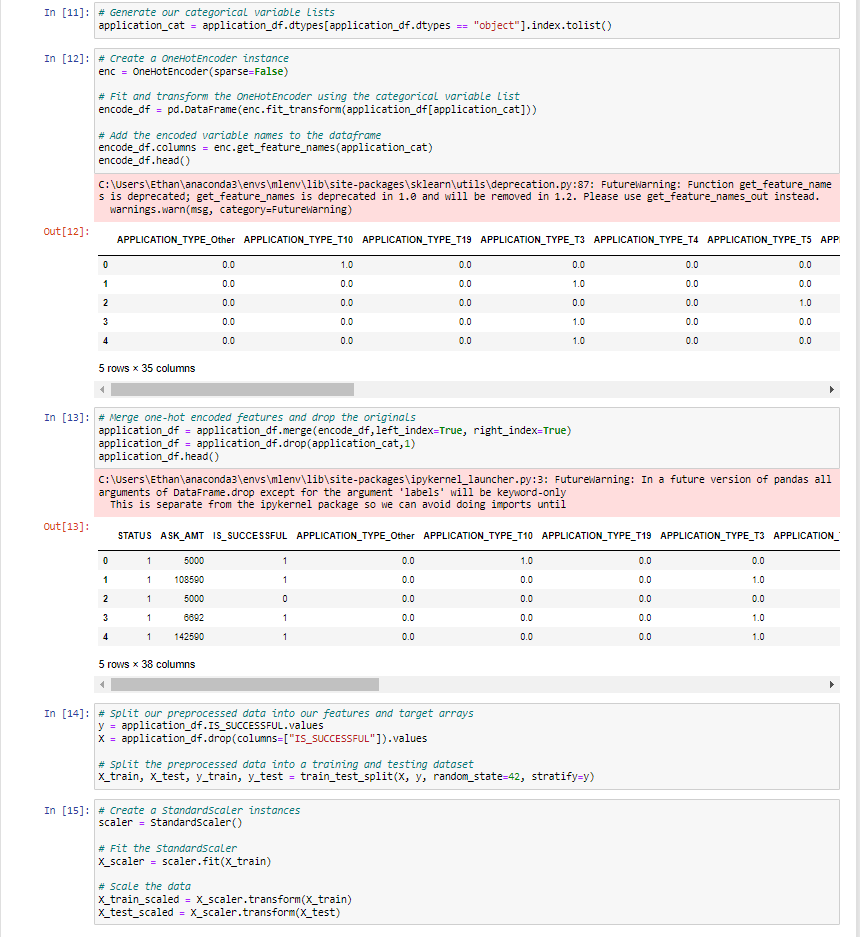 In [11]: # Generate our categorical variable lists
application_cat = application_df.dtypes[application_df.dtypes == "object"].index.tolist()
In [12]: # Create a OneHotEncoder instance
enc = OneHotEncoder(sparse=False)
# Fit and transform the OneHotEncoder using the categorical variable list
encode_df = pd.DataFrame(enc.fit_transform(application_df[application_cat]))
# Add the encoded variable names to the dataframe
encode_df.columns = enc.get_feature_names(application_cat)
encode_df.head()
C:\Users\Ethan\anaconda3\envs\mlenv\lib\site-packages\sklearn\utils\deprecation.py:87: FutureWarning: Function get_feature_name
s is deprecated; get_feature_names is deprecated in 1.0 and will be removed in 1.2. Please use get_feature_names_out instead.
warnings.warn(msg, category=FutureWarning)
Out[12]:
APPLICATION_TYPE_Other APPLICATION_TYPE_T10 APPLICATION_TYPE_T19 APPLICATION_TYPE_T3 APPLICATION_TYPE_T4 APPLICATION_TYPE_T5 APP
0 0.0 1.0 0.0 0.0 0.0 0.0
1 0.0 0.0 0.0 1.0 0.0 0.0
2 0.0 0.0 0.0 0.0 0.0 1.0
3 0.0 0.0 0.0 1.0 0.0 0.0
4 0.0 0.0 0.0 1.0 0.0 0.0
5 rows × 35 columns
In [13]: # Merge one-hot encoded features and drop the originals
application_df = application_df.merge(encode_df,left_index=True, right_index=True)
application_df = application_df.drop(application_cat,1)
application_df.head()
C:\Users\Ethan\anaconda3\envs\mlenv\lib\site-packages\ipykernel_launcher.py:3: FutureWarning: In a future version of pandas all
arguments of DataFrame.drop except for the argument 'labels' will be keyword-only
This is separate from the ipykernel package so we can avoid doing imports until
Out[13]:
STATUS ASK_AMT IS_SUCCESSFUL APPLICATION_TYPE_Other APPLICATION_TYPE_T10 APPLICATION_TYPE_T19 APPLICATION_TYPE_T3 APPLICATION_
0 1 5000 1 0.0 1.0 0.0 0.0
1 1 108590 1 0.0 0.0 0.0 1.0
2 1 5000 0 0.0 0.0 0.0 0.0
3 1 6692 1 0.0 0.0 0.0 1.0
4 1 142590 1 0.0 0.0 0.0 1.0
5 rows × 38 columns
In [14]: # Split our preprocessed data into our features and target arrays
y = application_df.IS_SUCCESSFUL.values
X = application_df.drop(columns=["IS_SUCCESSFUL"]).values
# Split the preprocessed data into a training and testing dataset
X_train, X_test, y_train, y_test = train_test_split(X, y, random_state=42, stratify=y)
In [15]: # Create a StandardScaler instances
scaler = StandardScaler()
# Fit the StandardScaler
X_scaler = scaler.fit(X_train)
# Scale the data
X_train_scaled = X_scaler.transform(X_train)
X_test_scaled = X_scaler.transform(X_test)